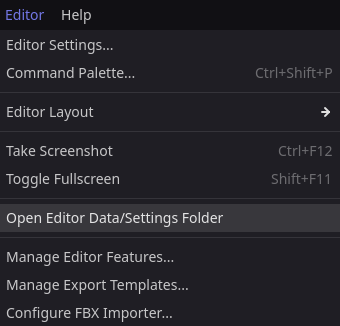 Editor Help
Editor Settings...
Command Palette... Ctrl+Shift+P
Editor Layout
Take Screenshot Ctrl+F12
Toggle Fullscreen Shift+F11
Open Editor Data/Settings Folder
Manage Editor Features...
Manage Export Templates...
Configure FBX Importer...